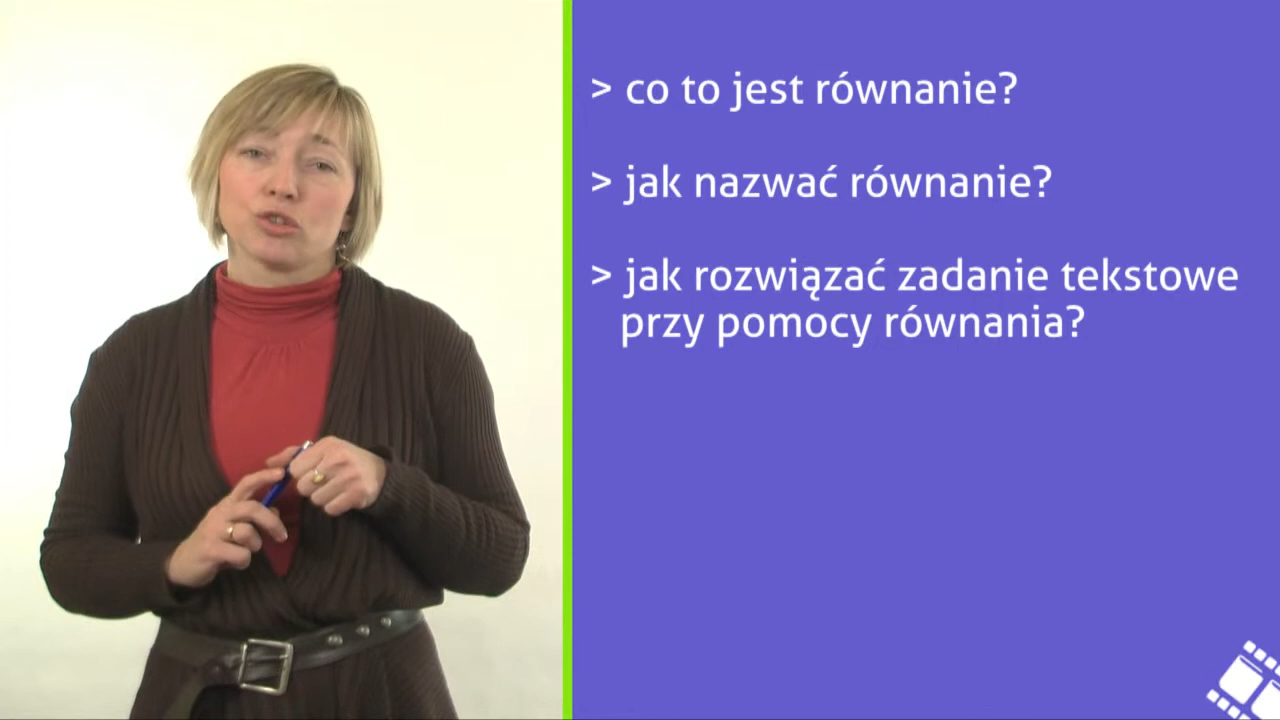 > co to jest równanie?
> jak nazwać równanie?
> jak rozwiązać zadanie tekstowe
przy pomocy równania?